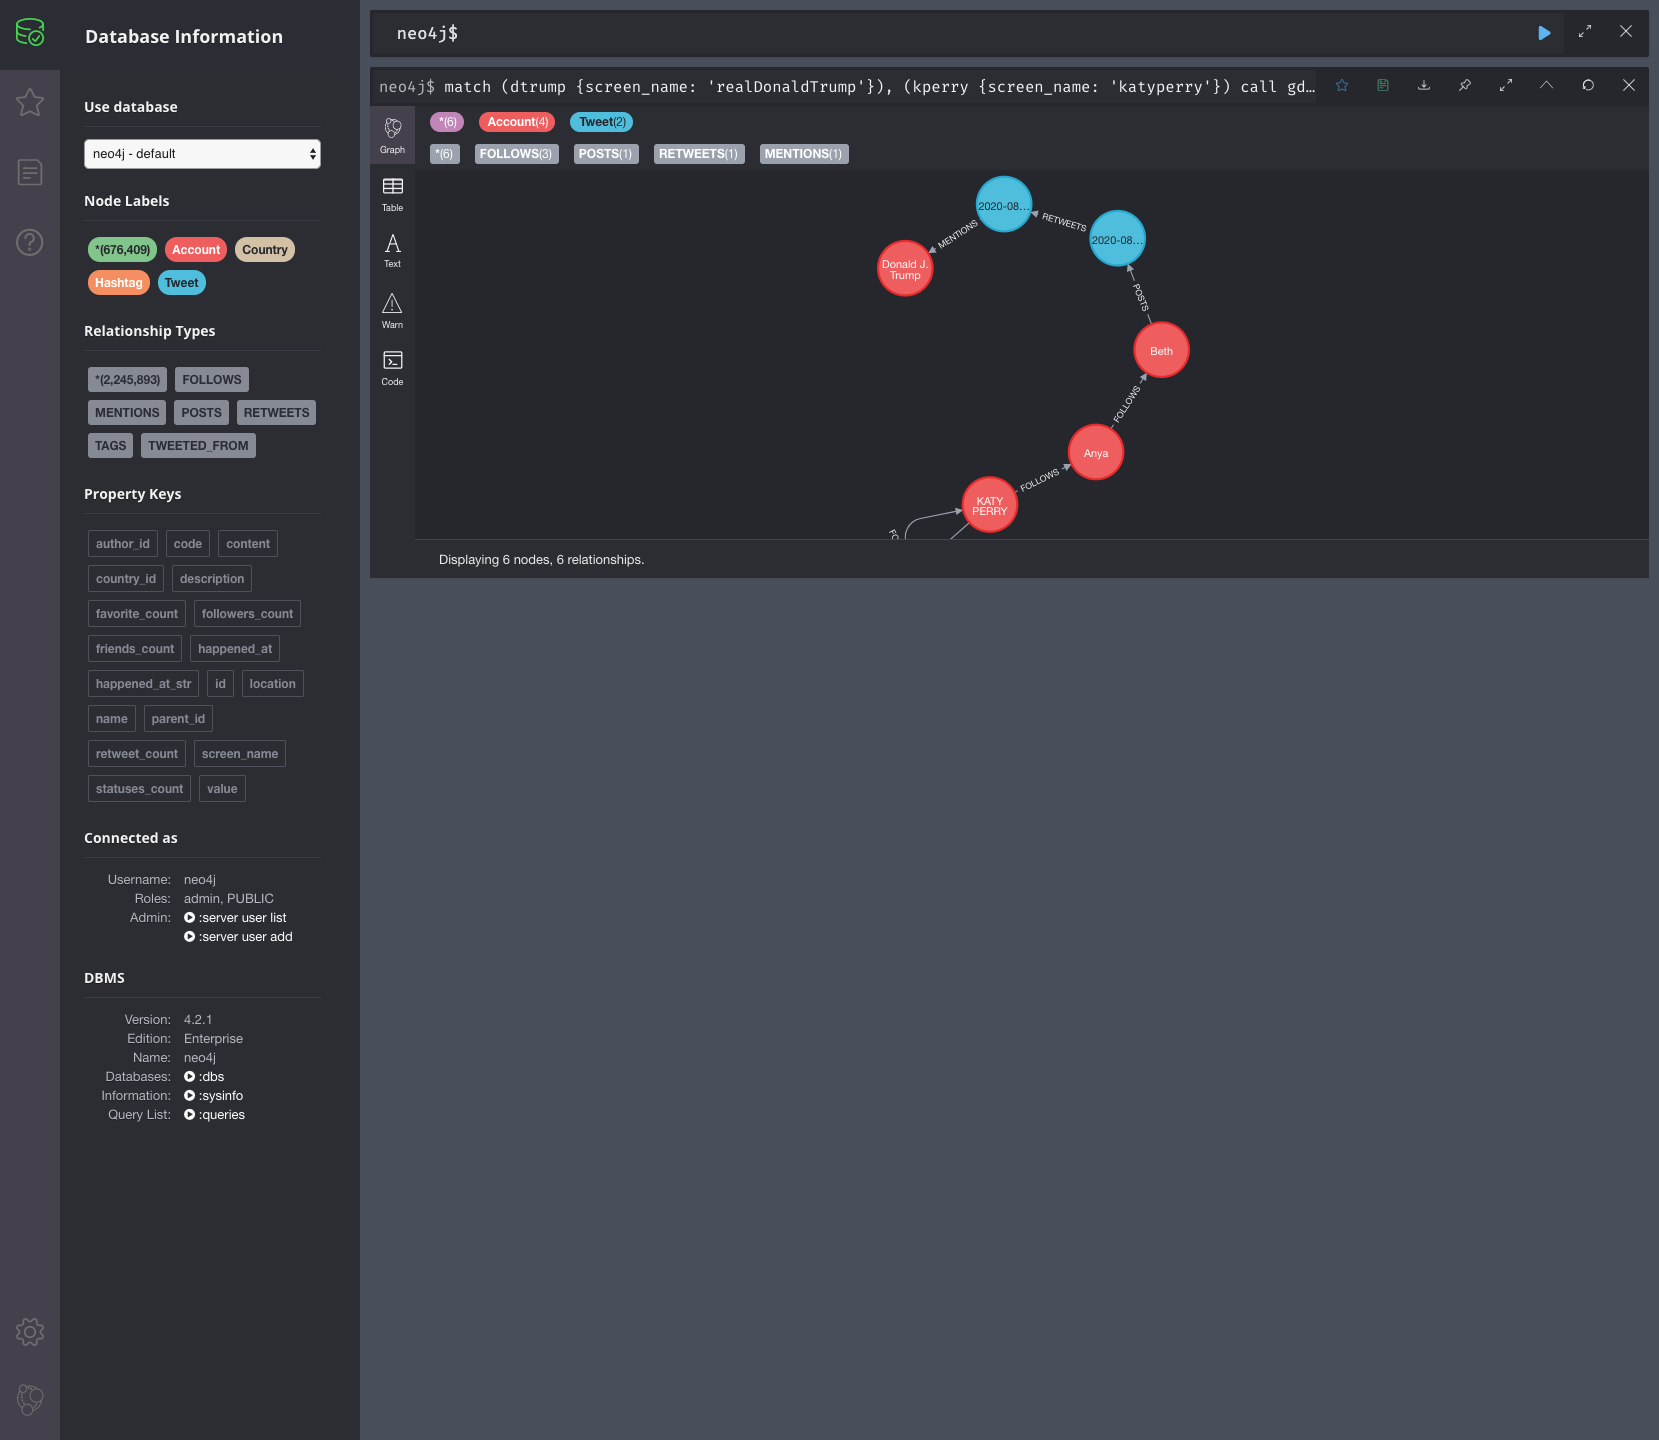 Database Information
Use database
neo4j - default
Node Labels
*(676,409) Account Country
Hashtag Tweet
Relationship Types
*(2,245,893) FOLLOWS
MENTIONS POSTS RETWEETS
TAGS TWEETED_FROM
Property Keys
author_id code content
country_id description
favorite_count followers_count
friends_count happened_at
happened_at_str id location
name parent_id
retweet_count screen_name
statuses_count value
Connected as
Username: neo4j
Roles: admin, PUBLIC
Admin: :server user list
:server user add
DBMS
Version: 4.2.1
Edition: Enterprise
Name: neo4j
Databases: :dbs
Information: :sysinfo
Query List: :queries
neo4j$
neo4j$ match (dtrump {screen_name: 'realDonaldTrump'}), (kperry {screen_name: 'katyperry'}) call gd…
Graph
Table
Text
Warn
Code
*(6) Account(4) Tweet(2)
*(6) FOLLOWS(3) POSTS(1) RETWEETS(1) MENTIONS(1)
2020-08…
RETWEETS
2020-08…
MENTIONS
Donald J.
Trump
POSTS
Beth
FOLLOWS
Anya
FOLLOWS
KATY
PERRY
FO
Displaying 6 nodes, 6 relationships.